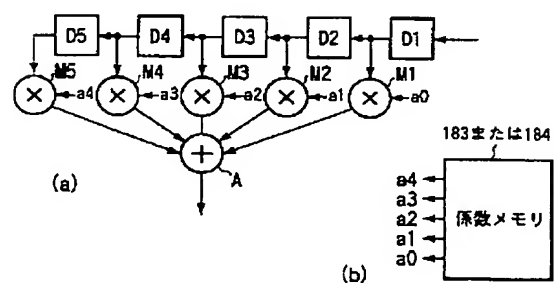 D5 D4 D3 D2 D1
M5 M4 M3 M2 M1
× a4 × a3 × a2 × a1 × a0
+
A
(a)
183または184
a4
a3
a2
a1
a0
係数メモリ
(b)